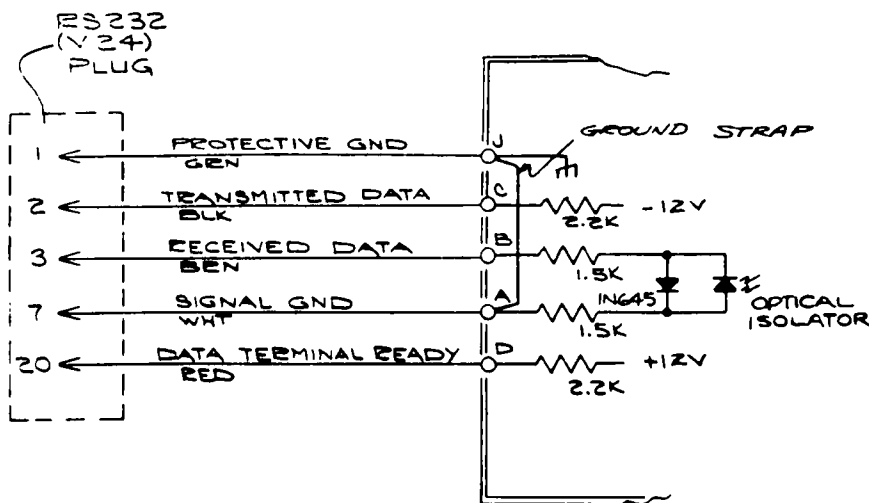 RS232
(V24)
PLUG
GROUND STRAP
1 PROTECTIVE GND J
GRN
2 TRANSMITTED DATA C
BLK
2.2K -12V
3 RECEIVED DATA B
BRN
1.5K
1N645
OPTICAL
ISOLATOR
7 SIGNAL GND A
WHT
1.5K
20 DATA TERMINAL READY D
RED
2.2K +12V